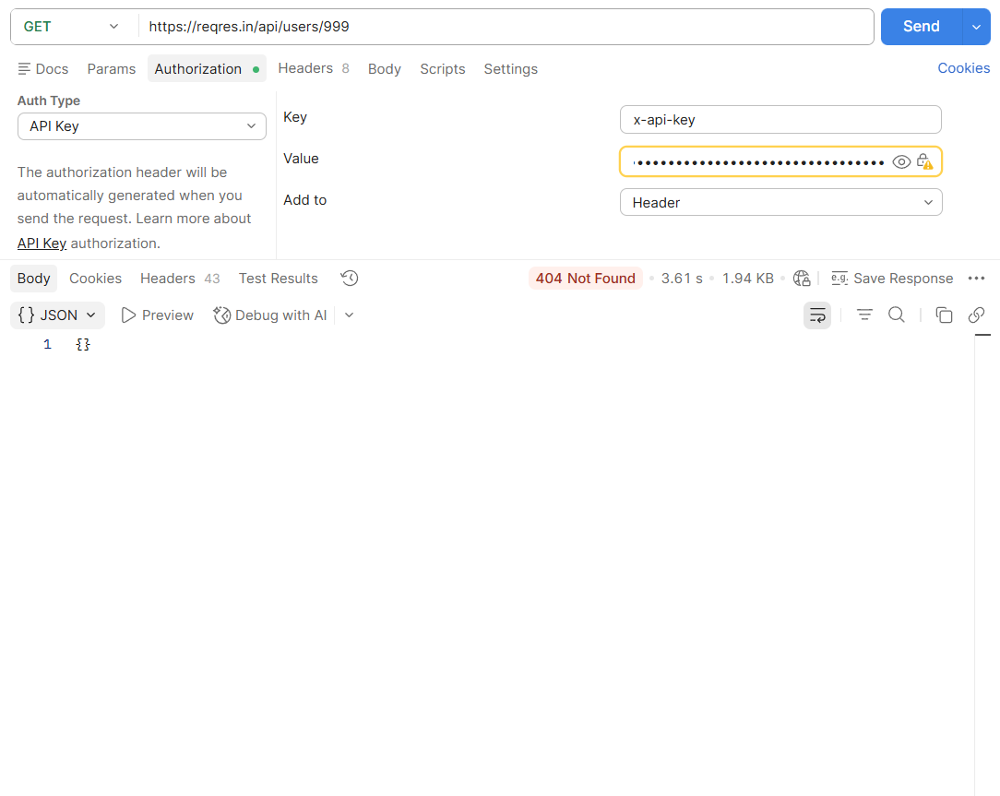 GET https://reqres.in/api/users/999 Send
Docs Params Authorization Headers 8 Body Scripts Settings Cookies
Auth Type
API Key
The authorization header will be
automatically generated when you
send the request. Learn more about
API Key authorization.
Key x-api-key
Value
Add to Header
Body Cookies Headers 43 Test Results 404 Not Found 3.61 s 1.94 KB e.g. Save Response
{} JSON Preview Debug with AI
1 {}